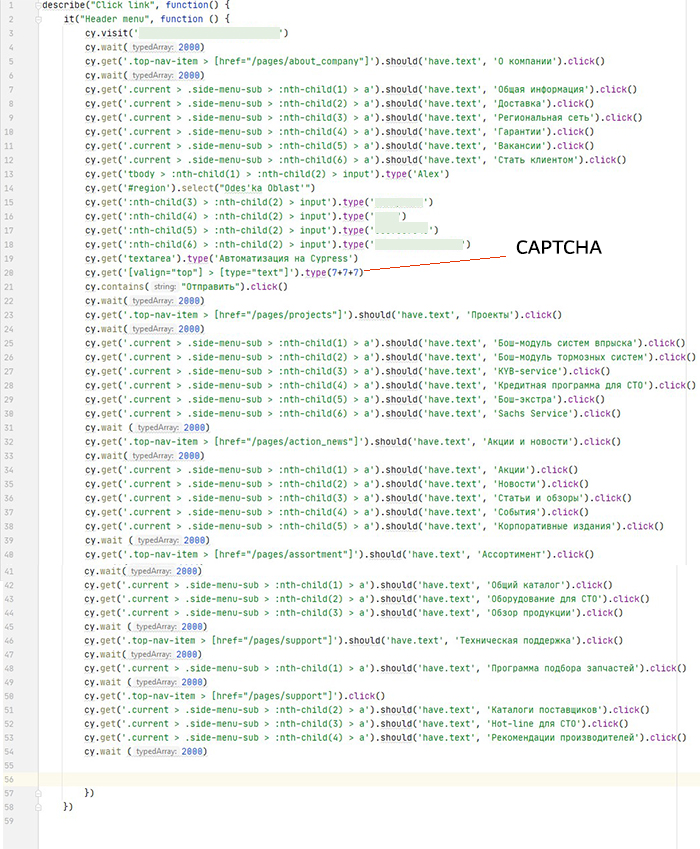 1 describe("Click link", function() {
2 it("Header menu", function () {
3 cy.visit(' ')
4 cy.wait( typedArray: 2000)
5 cy.get('.top-nav-item > [href="/pages/about_company"]').should('have.text', 'О компании').click()
6 cy.wait( typedArray: 2000)
7 cy.get('.current > .side-menu-sub > :nth-child(1) > a').should('have.text', 'Общая информация').click()
8 cy.get('.current > .side-menu-sub > :nth-child(2) > a').should('have.text', 'Доставка').click()
9 cy.get('.current > .side-menu-sub > :nth-child(3) > a').should('have.text', 'Региональная сеть').click()
10 cy.get('.current > .side-menu-sub > :nth-child(4) > a').should('have.text', 'Гарантии').click()
11 cy.get('.current > .side-menu-sub > :nth-child(5) > a').should('have.text', 'Вакансии').click()
12 cy.get('.current > .side-menu-sub > :nth-child(6) > a').should('have.text', 'Стать клиентом').click()
13 cy.get('tbody > :nth-child(1) > :nth-child(2) > input').type('Alex')
14 cy.get('#region').select("Odes'ka Oblast'")
15 cy.get(':nth-child(3) > :nth-child(2) > input').type(' ')
16 cy.get(':nth-child(4) > :nth-child(2) > input').type(' ')
17 cy.get(':nth-child(5) > :nth-child(2) > input').type(' ')
18 cy.get(':nth-child(6) > :nth-child(2) > input').type(' ')
19 cy.get('textarea').type('Автоматизация на Cypress')
CAPTCHA
20 cy.get('[valign="top"] > [type="text"]').type(7+7+7)
21 cy.contains( string: "Отправить").click()
22 cy.wait( typedArray: 2000)
23 cy.get('.top-nav-item > [href="/pages/projects"]').should('have.text', 'Проекты').click()
24 cy.wait( typedArray: 2000)
25 cy.get('.current > .side-menu-sub > :nth-child(1) > a').should('have.text', 'Бош-модуль систем впрыска').click()
26 cy.get('.current > .side-menu-sub > :nth-child(2) > a').should('have.text', 'Бош-модуль тормозных систем').click()
27 cy.get('.current > .side-menu-sub > :nth-child(3) > a').should('have.text', 'KYB-service').click()
28 cy.get('.current > .side-menu-sub > :nth-child(4) > a').should('have.text', 'Кредитная программа для СТО').click()
29 cy.get('.current > .side-menu-sub > :nth-child(5) > a').should('have.text', 'Бош-экстра').click()
30 cy.get('.current > .side-menu-sub > :nth-child(6) > a').should('have.text', 'Sachs Service').click()
31 cy.wait ( typedArray: 2000)
32 cy.get('.top-nav-item > [href="/pages/action_news"]').should('have.text', 'Акции и новости').click()
33 cy.wait( typedArray: 2000)
34 cy.get('.current > .side-menu-sub > :nth-child(1) > a').should('have.text', 'Акции').click()
35 cy.get('.current > .side-menu-sub > :nth-child(2) > a').should('have.text', 'Новости').click()
36 cy.get('.current > .side-menu-sub > :nth-child(3) > a').should('have.text', 'Статьи и обзоры').click()
37 cy.get('.current > .side-menu-sub > :nth-child(4) > a').should('have.text', 'События').click()
38 cy.get('.current > .side-menu-sub > :nth-child(5) > a').should('have.text', 'Корпоративные издания').click()
39 cy.wait ( typedArray: 2000)
40 cy.get('.top-nav-item > [href="/pages/assortment"]').should('have.text', 'Ассортимент').click()
41 cy.wait( typedArray: 2000)
42 cy.get('.current > .side-menu-sub > :nth-child(1) > a').should('have.text', 'Общий каталог').click()
43 cy.get('.current > .side-menu-sub > :nth-child(2) > a').should('have.text', 'Оборудование для СТО').click()
44 cy.get('.current > .side-menu-sub > :nth-child(3) > a').should('have.text', 'Обзор продукции').click()
45 cy.wait ( typedArray: 2000)
46 cy.get('.top-nav-item > [href="/pages/support"]').should('have.text', 'Техническая поддержка').click()
47 cy.wait( typedArray: 2000)
48 cy.get('.current > .side-menu-sub > :nth-child(1) > a').should('have.text', 'Программа подбора запчастей').click()
49 cy.wait ( typedArray: 2000)
50 cy.get('.top-nav-item > [href="/pages/support"]').click()
51 cy.get('.current > .side-menu-sub > :nth-child(2) > a').should('have.text', 'Каталоги поставщиков').click()
52 cy.get('.current > .side-menu-sub > :nth-child(3) > a').should('have.text', 'Hot-line для СТО').click()
53 cy.get('.current > .side-menu-sub > :nth-child(4) > a').should('have.text', 'Рекомендации производителей').click()
54 cy.wait ( typedArray: 2000)
55
56
57 })
58 })
59